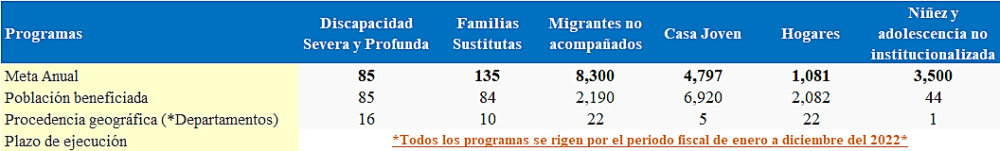 Programas Discapacidad Severa y Profunda Familias Sustitutas Migrantes no acompañados Casa Joven Hogares Niñez y adolescencia no institucionalizada
Meta Anual 85 135 8,300 4,797 1,081 3,500
Población beneficiada 85 84 2,190 6,920 2,082 44
Procedencia geográfica (*Departamentos) 16 10 22 5 22 1
Plazo de ejecución *Todos los programas se rigen por el periodo fiscal de enero a diciembre del 2022*